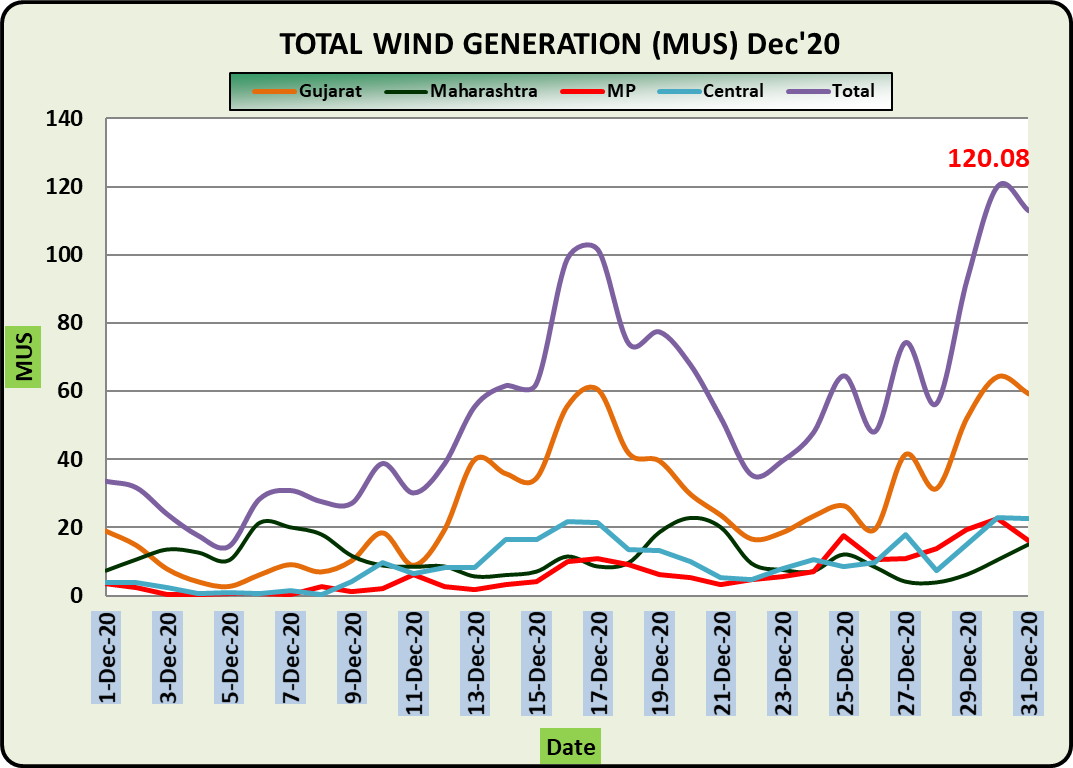 TOTAL WIND GENERATION (MUS) Dec'20
Gujarat Maharashtra MP Central Total
140
120.08
120
100
80
60
40
20
0
MUS
1-Dec-20 3-Dec-20 5-Dec-20 7-Dec-20 9-Dec-20 11-Dec-20 13-Dec-20 15-Dec-20 17-Dec-20 19-Dec-20 21-Dec-20 23-Dec-20 25-Dec-20 27-Dec-20 29-Dec-20 31-Dec-20
Date